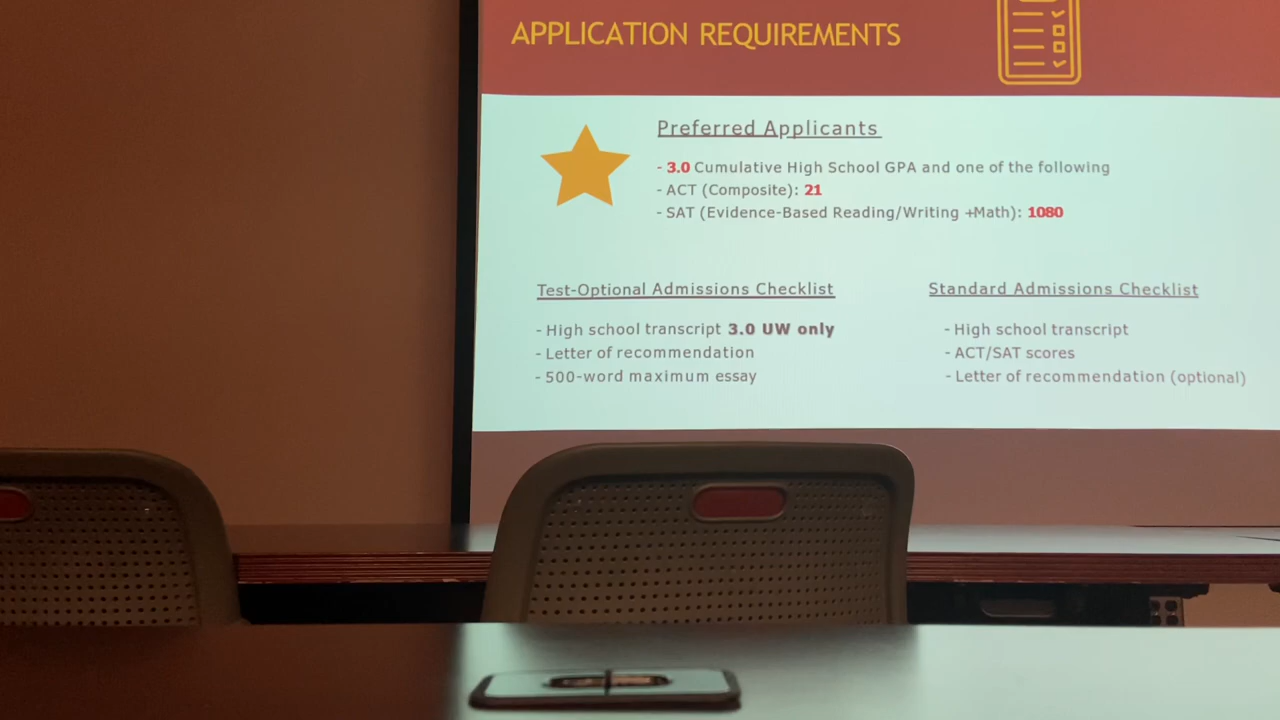 APPLICATION REQUIREMENTS
Preferred Applicants
- 3.0 Cumulative High School GPA and one of the following
- ACT (Composite): 21
- SAT (Evidence-Based Reading/Writing +Math): 1080
Test-Optional Admissions Checklist
- High school transcript 3.0 UW only
- Letter of recommendation
- 500-word maximum essay
Standard Admissions Checklist
- High school transcript
- ACT/SAT scores
- Letter of recommendation (optional)